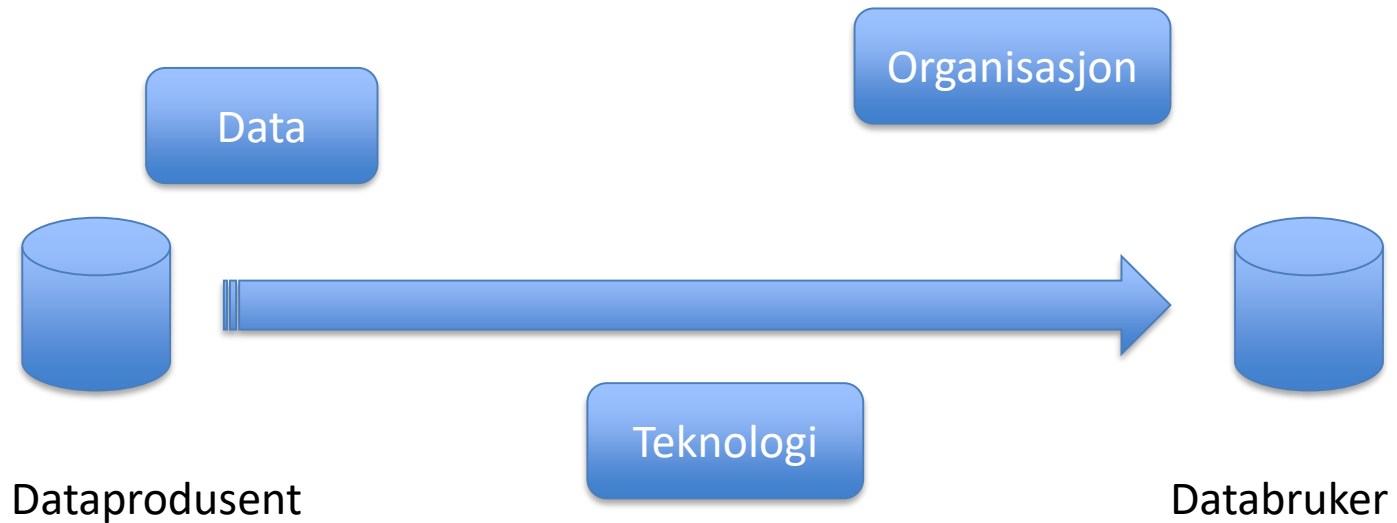 Organisasjon
Data
Teknologi
Dataprodusent
Databruker